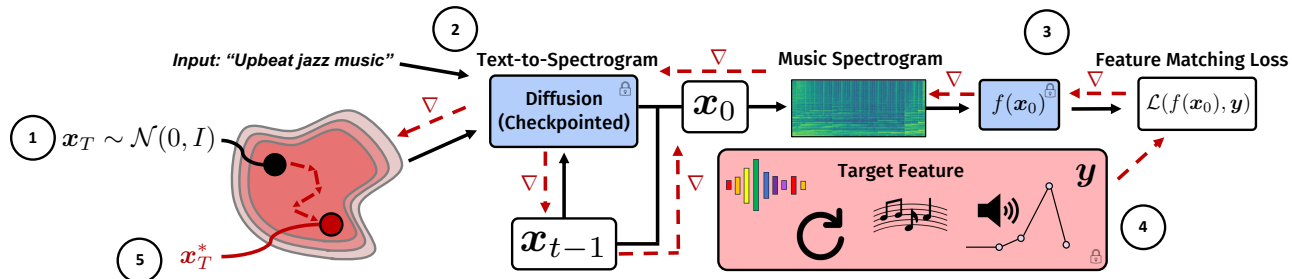 2
3
Input: "Upbeat jazz music"
Text-to-Spectrogram
∇
Music Spectrogram
Feature Matching Loss
∇
∇
∇
Diffusion
(Checkpointed)
x_0
f(x_0)
L(f(x_0), y)
∇
1
x_T ∼ N(0, I)
∇
∇
Target Feature
y
4
x_{t−1}
5
x_T^*